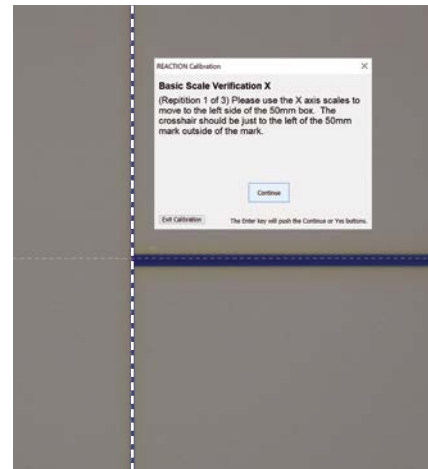 REACTION Calibration
Basic Scale Verification X
(Repitition 1 of 3) Please use the X axis scales to
move to the left side of the 50mm box. The
crosshair should be just to the left of the 50mm
mark outside of the mark.
Continue
Exit Calibration
The Enter key will push the Continue or Yes buttons.